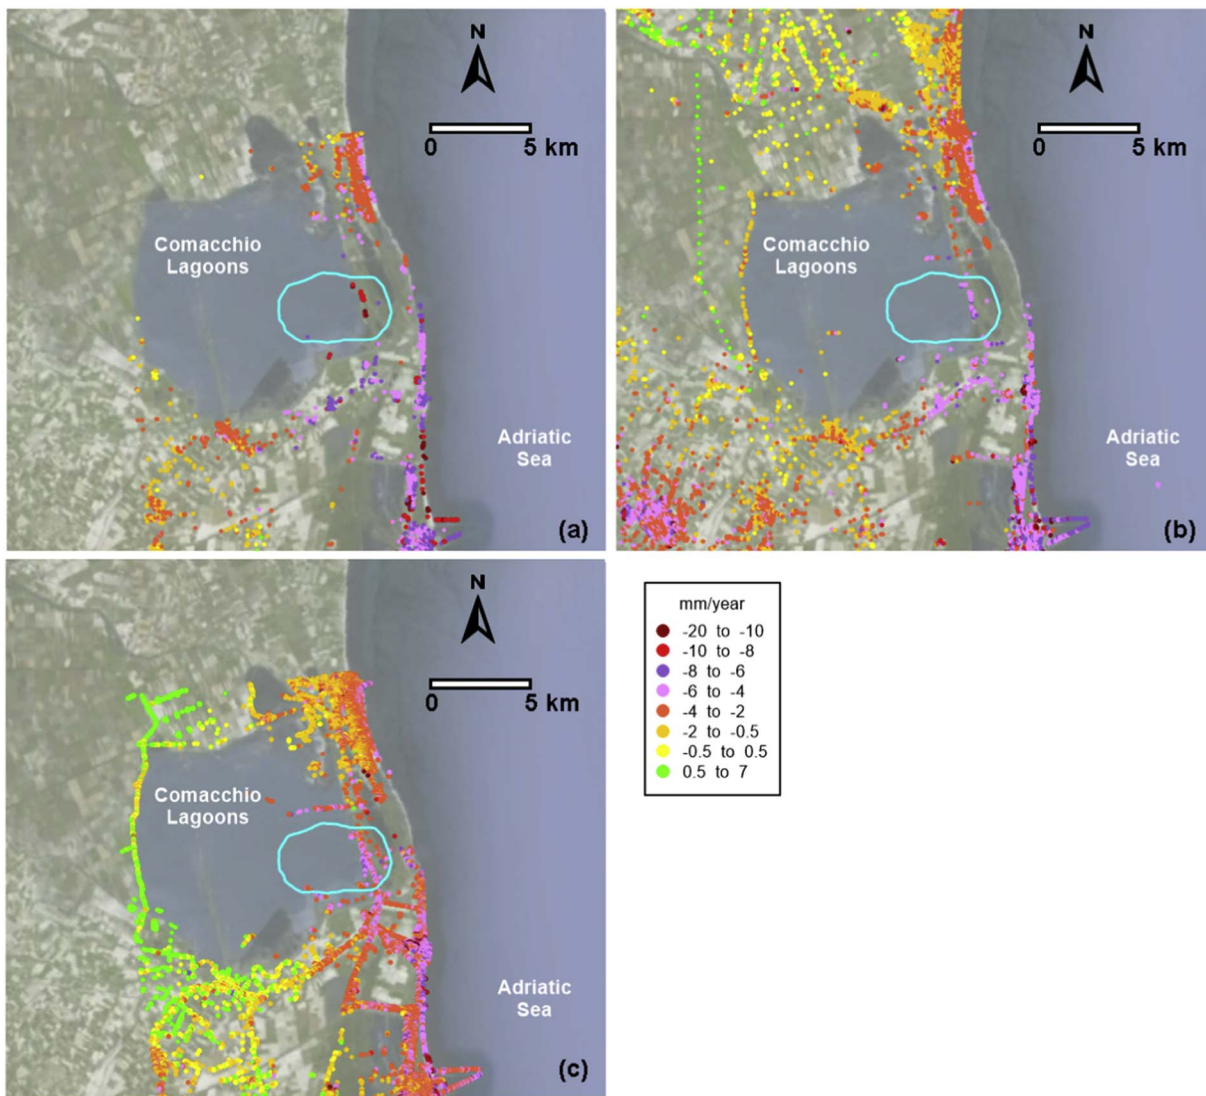 N
0 5 km
Comacchio
Lagoons
Adriatic
Sea
(a)
N
0 5 km
Comacchio
Lagoons
Adriatic
Sea
(b)
N
0 5 km
Comacchio
Lagoons
Adriatic
Sea
(c)
mm/year
-20 to -10
-10 to -8
-8 to -6
-6 to -4
-4 to -2
-2 to -0.5
-0.5 to 0.5
0.5 to 7